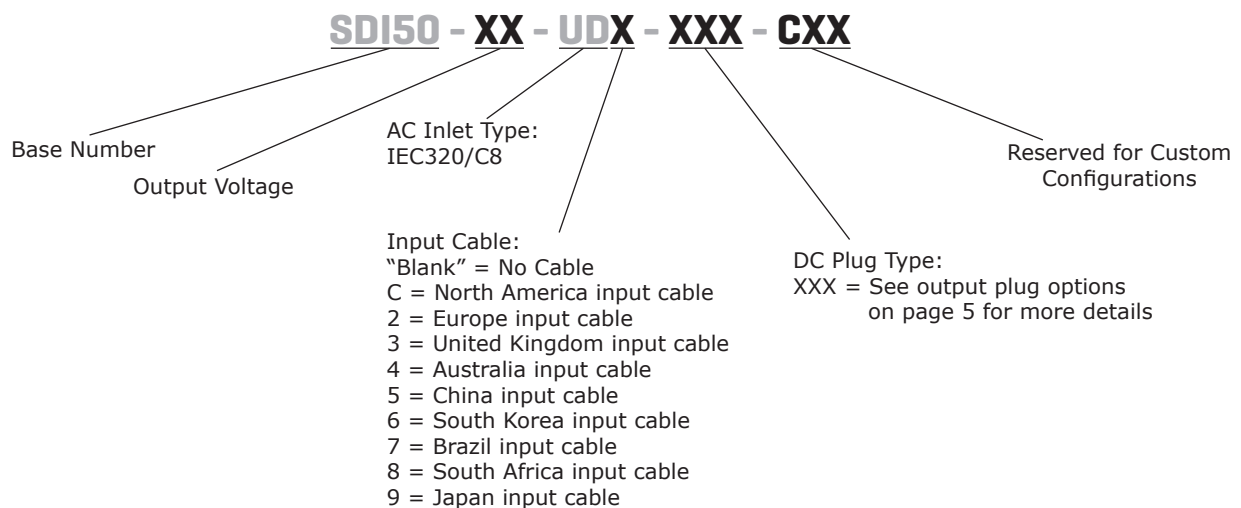 SDI50 - XX - UDX - XXX - CXX
Base Number
Output Voltage
AC Inlet Type:
IEC320/C8
Input Cable:
“Blank” = No Cable
C = North America input cable
2 = Europe input cable
3 = United Kingdom input cable
4 = Australia input cable
5 = China input cable
6 = South Korea input cable
7 = Brazil input cable
8 = South Africa input cable
9 = Japan input cable
DC Plug Type:
XXX = See output plug options
on page 5 for more details
Reserved for Custom
Configurations